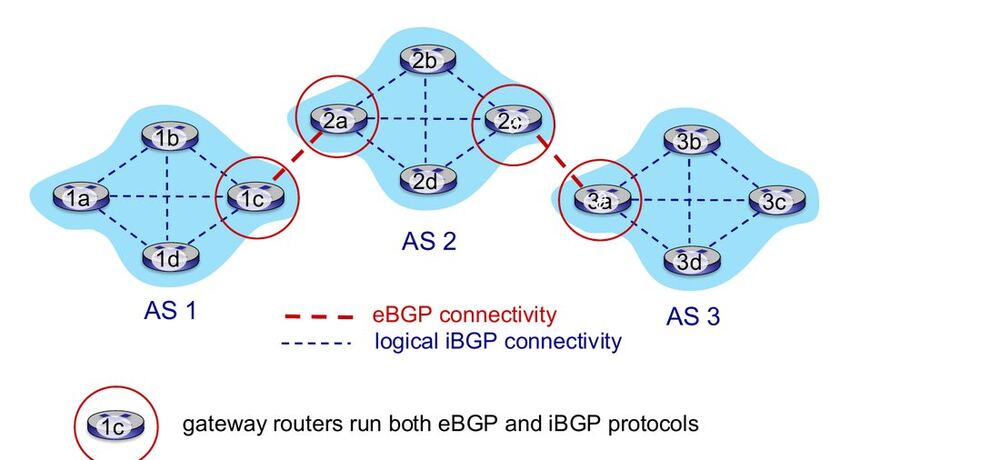 2b
2a
2c
2d
1b
1a
1c
1d
3b
3a
3c
3d
AS 2
AS 1
AS 3
eBGP connectivity
logical iBGP connectivity
1c
gateway routers run both eBGP and iBGP protocols